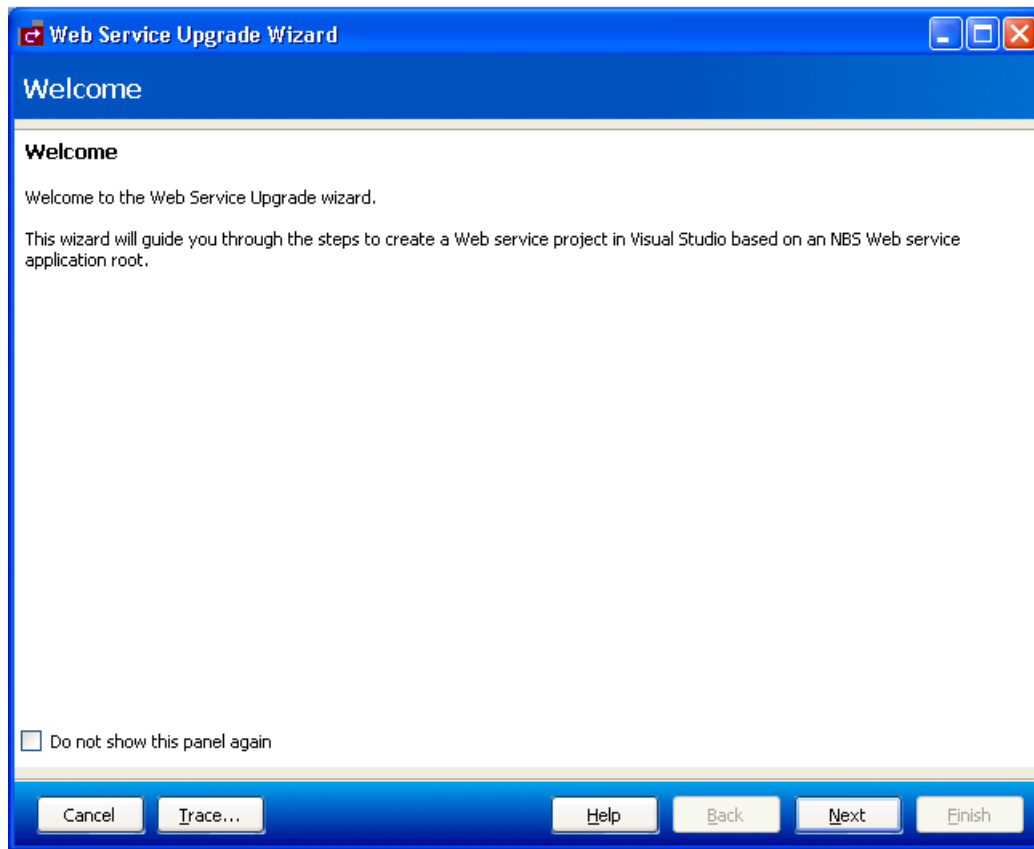 Web Service Upgrade Wizard
Welcome
Welcome
Welcome to the Web Service Upgrade wizard.
This wizard will guide you through the steps to create a Web service project in Visual Studio based on an NBS Web service
application root.
Do not show this panel again
Cancel Trace... Help Back Next Finish